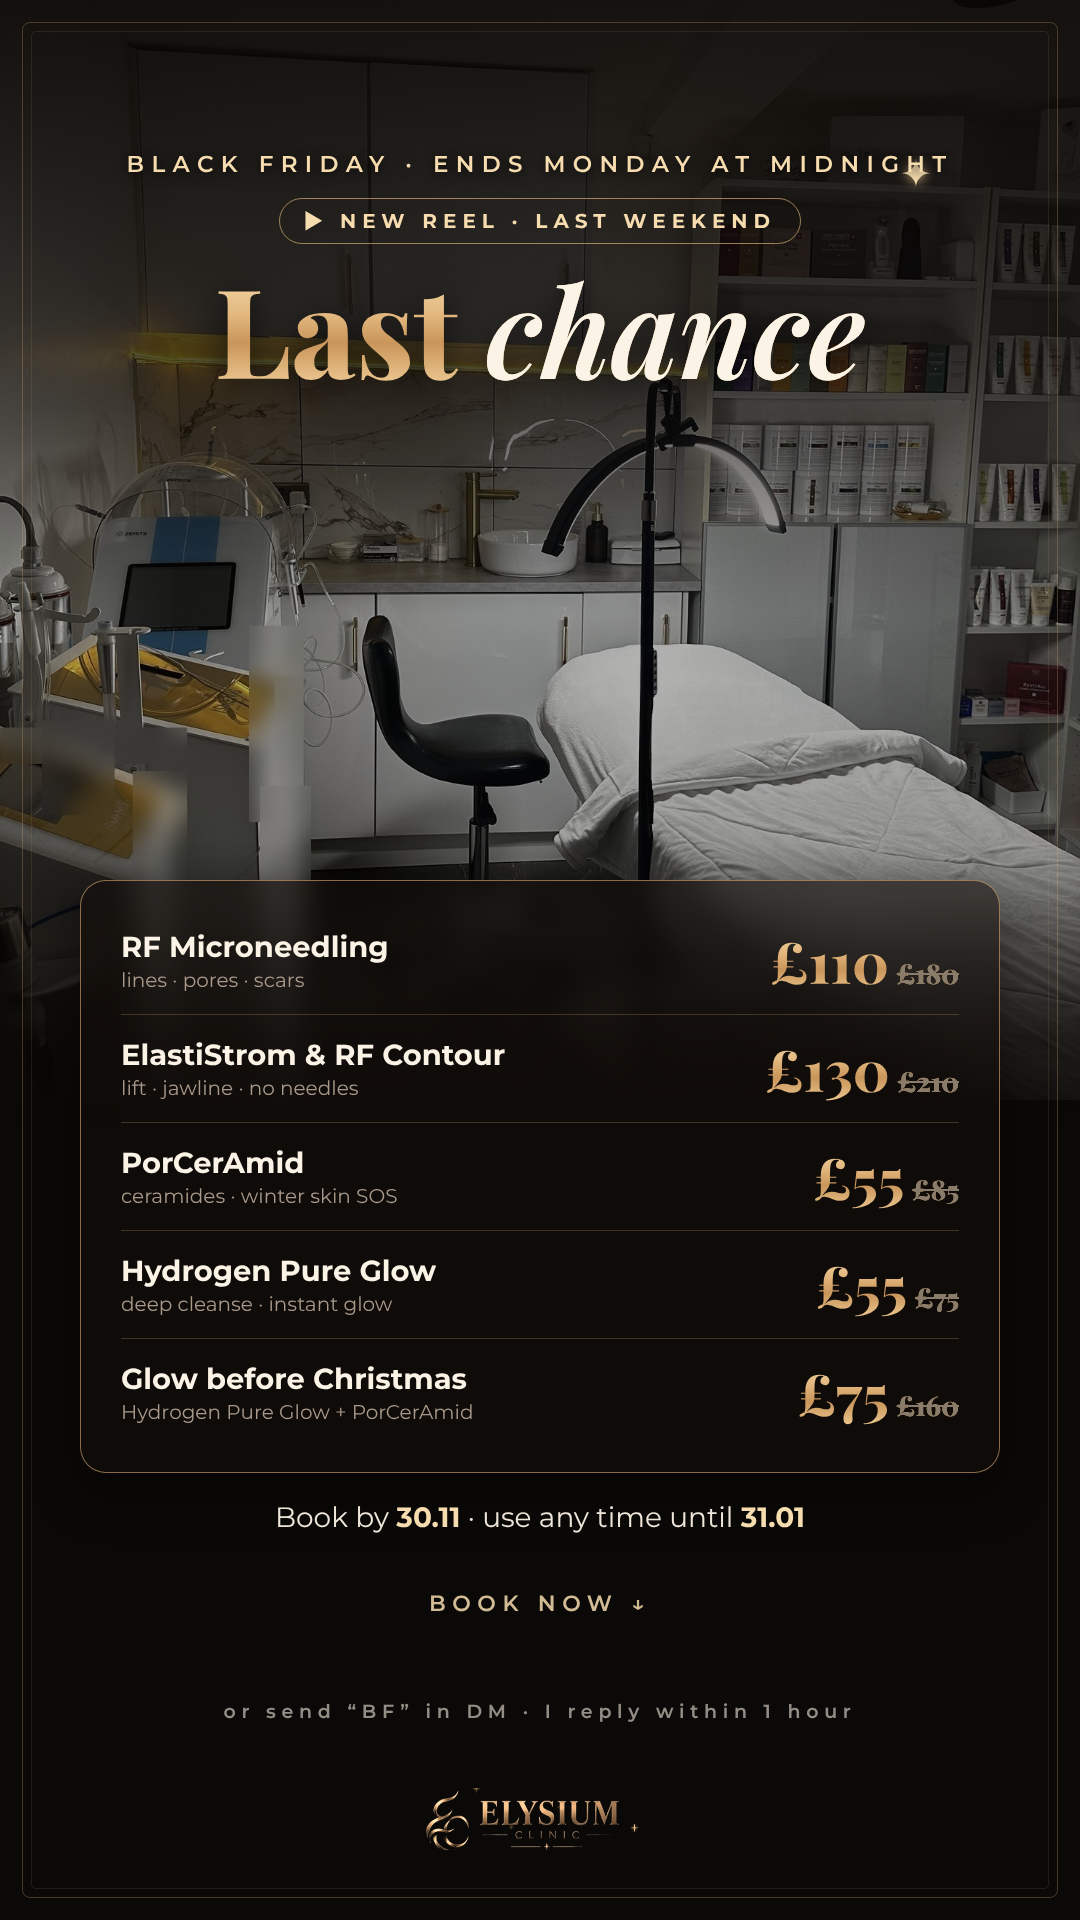 BLACK FRIDAY · ENDS MONDAY AT MIDNIGHT
▶ NEW REEL · LAST WEEKEND
Last chance
ZEMITS
REVITALL
RF Microneedling
lines · pores · scars
£110 £180
ElastiStrom & RF Contour
lift · jawline · no needles
£130 £210
PorCerAmid
ceramides · winter skin SOS
£55 £85
Hydrogen Pure Glow
deep cleanse · instant glow
£55 £75
Glow before Christmas
Hydrogen Pure Glow + PorCerAmid
£75 £160
Book by 30.11 · use any time until 31.01
BOOK NOW ↓
or send “BF” in DM · I reply within 1 hour
ELYSIUM
CLINIC